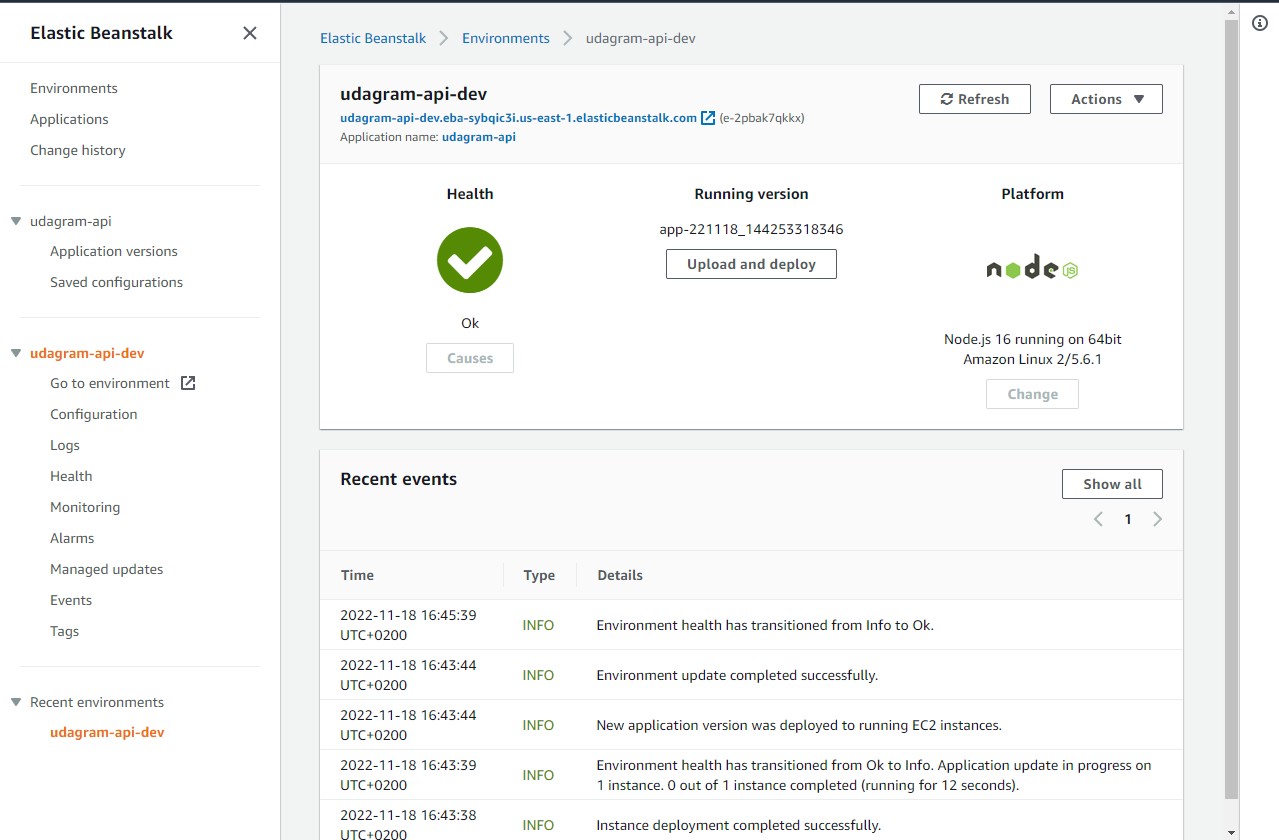 Elastic Beanstalk
Environments
Applications
Change history
udagram-api
Application versions
Saved configurations
udagram-api-dev
Go to environment
Configuration
Logs
Health
Monitoring
Alarms
Managed updates
Events
Tags
Recent environments
udagram-api-dev
Elastic Beanstalk
Environments
udagram-api-dev
udagram-api-dev
Refresh
Actions
udagram-api-dev.eba-sybqic3i.us-east-1.elasticbeanstalk.com (e-2pbak7qkkx)
Application name: udagram-api
Health
Ok
Causes
Running version
app-221118_144253318346
Upload and deploy
Platform
node JS
Node.js 16 running on 64bit
Amazon Linux 2/5.6.1
Change
Recent events
Show all
1
Time Type Details
2022-11-18 16:45:39
UTC+0200
INFO
Environment health has transitioned from Info to Ok.
2022-11-18 16:43:44
UTC+0200
INFO
Environment update completed successfully.
2022-11-18 16:43:44
UTC+0200
INFO
New application version was deployed to running EC2 instances.
2022-11-18 16:43:39
UTC+0200
INFO
Environment health has transitioned from Ok to Info. Application update in progress on
1 instance. 0 out of 1 instance completed (running for 12 seconds).
2022-11-18 16:43:38
UTC+0200
INFO
Instance deployment completed successfully.